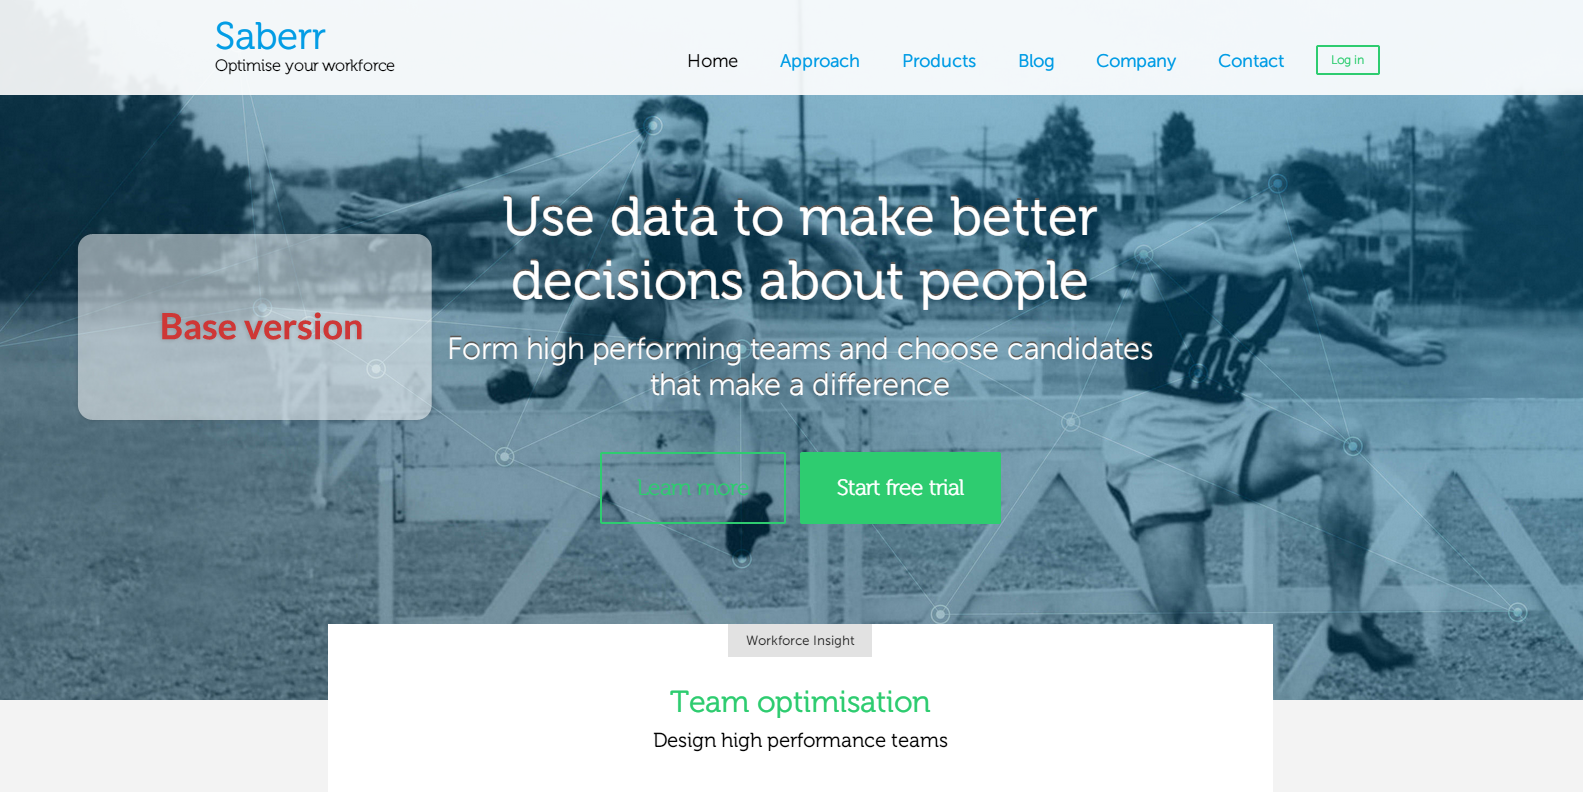 Saberr
Optimise your workforce
Home
Approach
Products
Blog
Company
Contact
Log in
Use data to make better
decisions about people
Base version
Form high performing teams and choose candidates
that make a difference
Learn more
Start free trial
Workforce Insight
Team optimisation
Design high performance teams